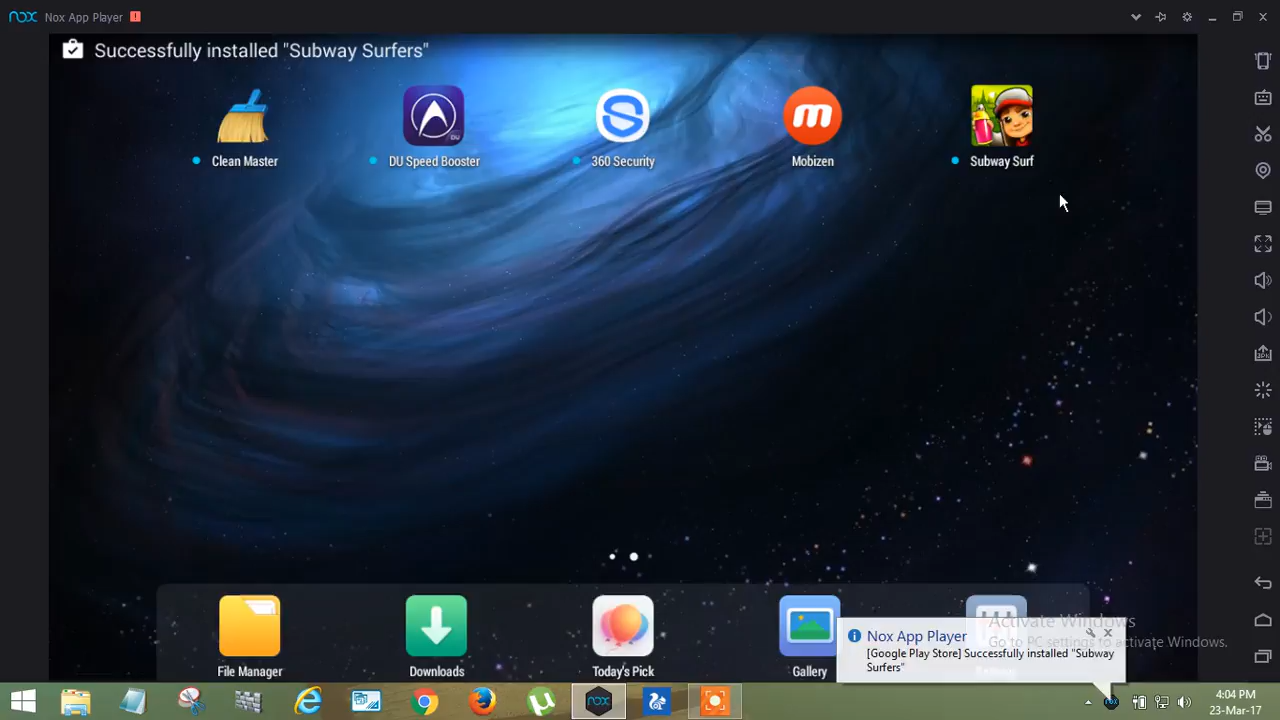 nox Nox App Player
Successfully installed "Subway Surfers"
Clean Master
DU Speed Booster
360 Security
Mobizen
Subway Surf
File Manager
Downloads
Today's Pick
Gallery
Activate Windows
Go to PC settings to activate Windows.
Nox App Player
[Google Play Store] Successfully installed "Subway
Surfers"
4:04 PM
23-Mar-17